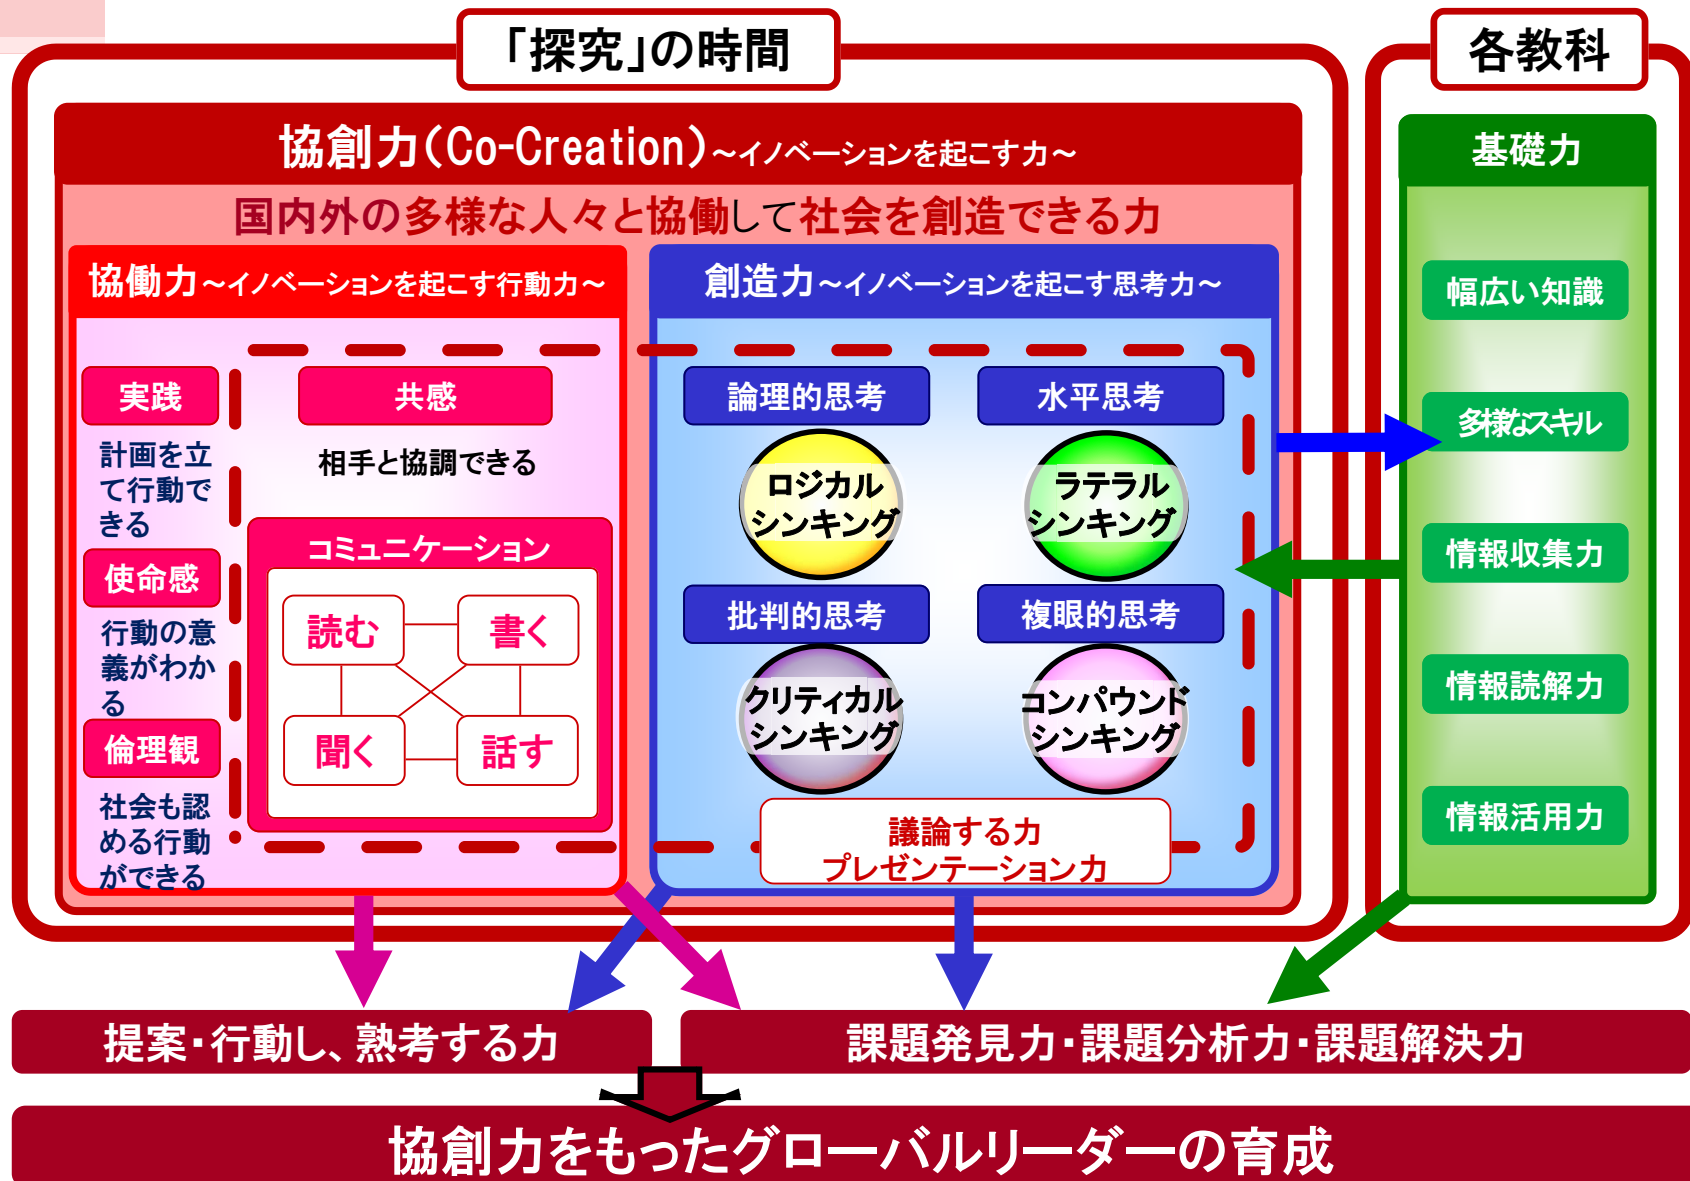 「探究」の時間
各教科
協創力(Co-Creation)～イノベーションを起こす力～
国内外の多様な人々と協働して社会を創造できる力
協働力～イノベーションを起こす行動力～
実践
計画を立
て行動で
きる
使命感
行動の意
義がわか
る
倫理観
社会も認
める行動
ができる
共感
相手と協調できる
コミュニケーション
読む
書く
聞く
話す
創造力～イノベーションを起こす思考力～
論理的思考
水平思考
ロジカル
シンキング
ラテラル
シンキング
批判的思考
複眼的思考
クリティカル
シンキング
コンパウンド
シンキング
議論する力
プレゼンテーション力
基礎力
幅広い知識
多様なスキル
情報収集力
情報読解力
情報活用力
提案・行動し、熟考する力
課題発見力・課題分析力・課題解決力
協創力をもったグローバルリーダーの育成